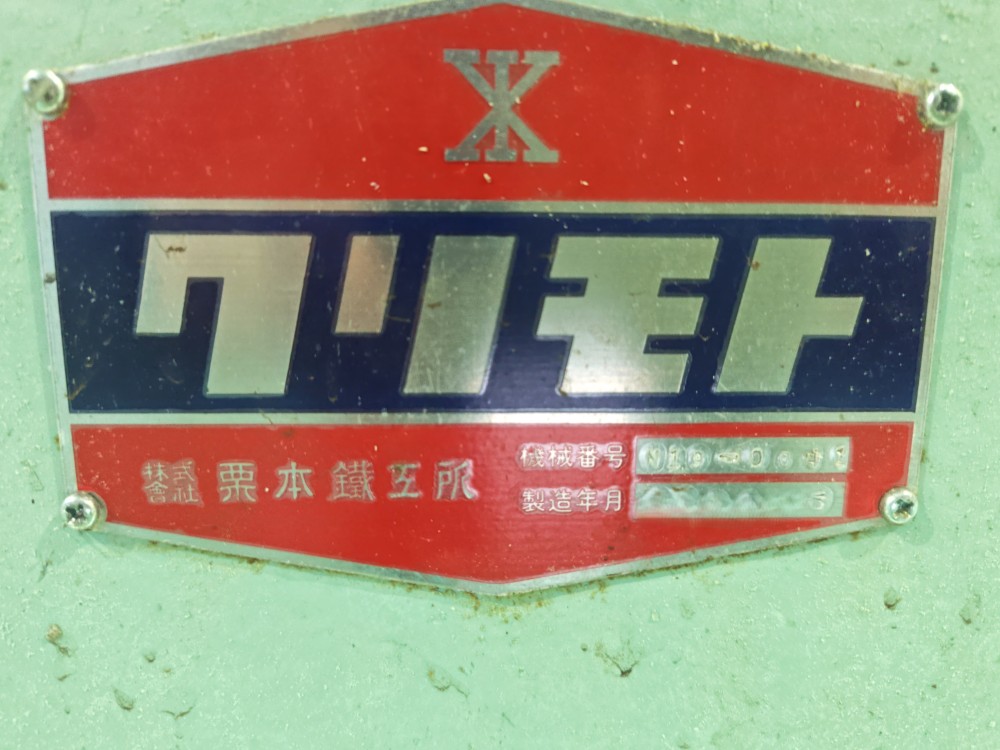 クリモト
株式会社 栗本鐵工所
機械番号
製造年月